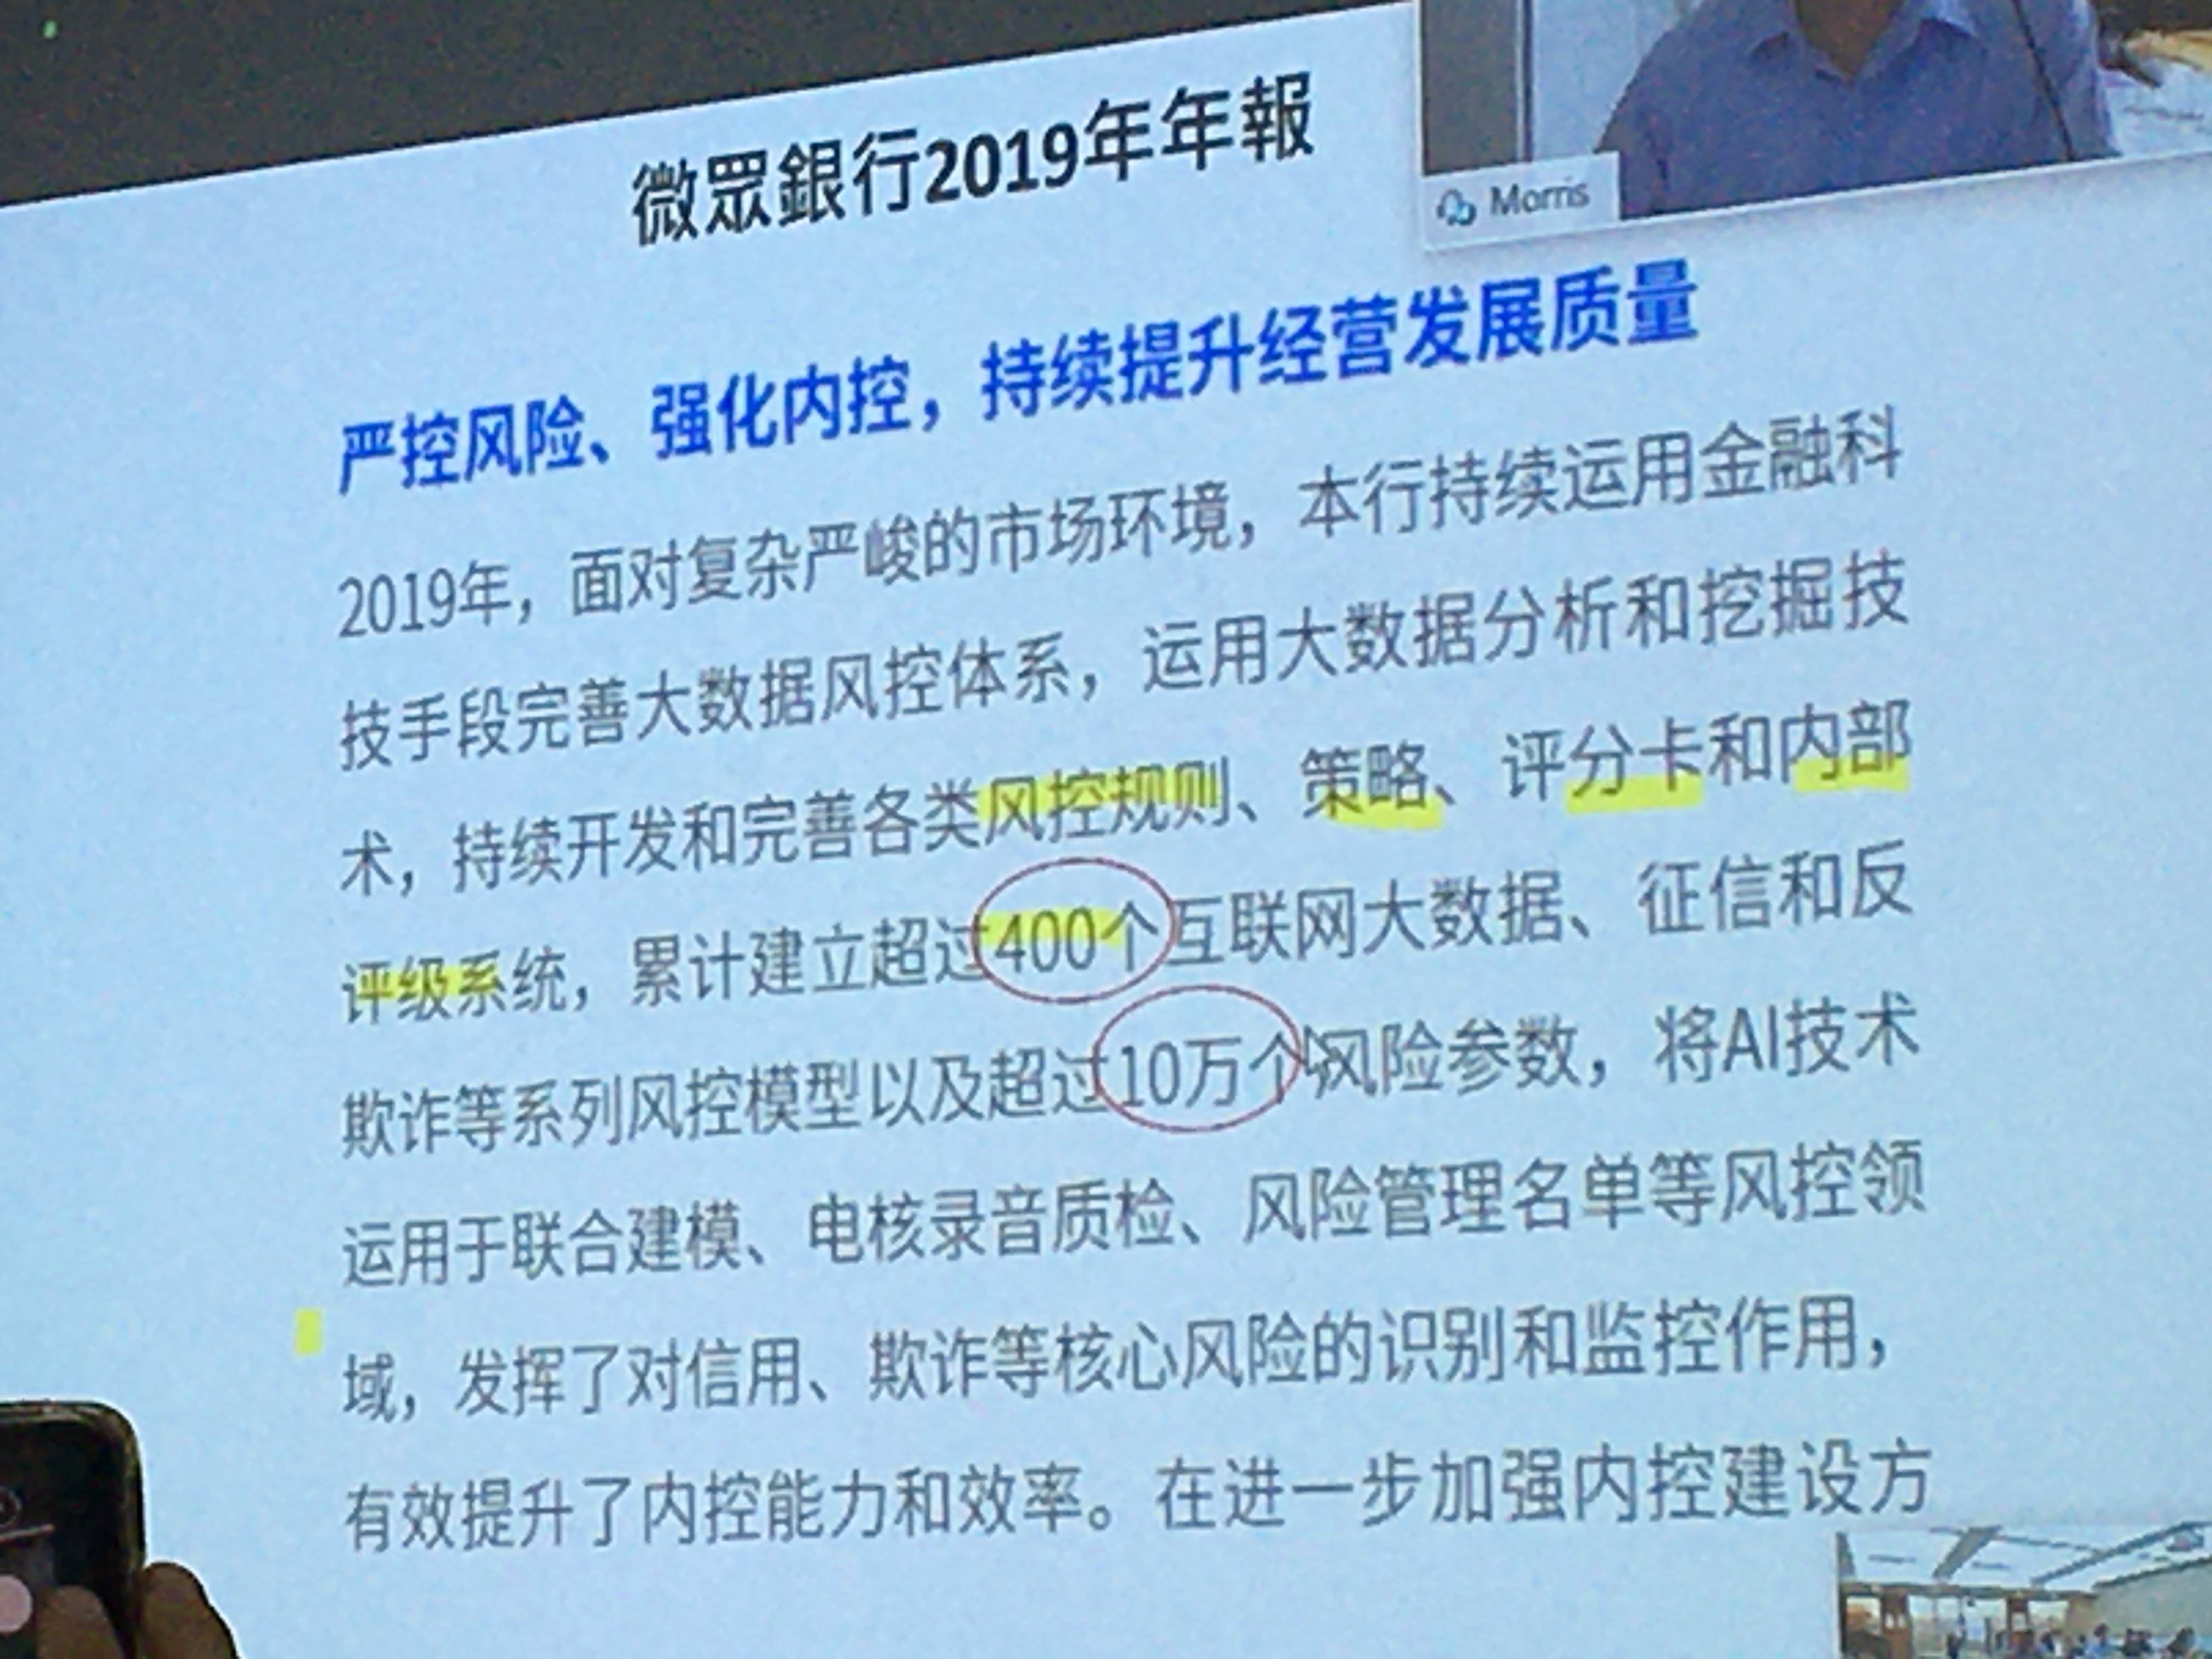 微眾銀行2019年年報
Morris
严控风险、强化内控，持续提升经营发展质量
2019年，面对复杂严峻的市场环境，本行持续运用金融科
技手段完善大数据风控体系，运用大数据分析和挖掘技
术，持续开发和完善各类风控规则、策略、评分卡和内部
评级系统，累计建立超过400个互联网大数据、征信和反
欺诈等系列风控模型以及超过10万个风险参数，将AI技术
运用于联合建模、电核录音质检、风险管理名单等风控领
域，发挥了对信用、欺诈等核心风险的识别和监控作用，
有效提升了内控能力和效率。在进一步加强内控建设方